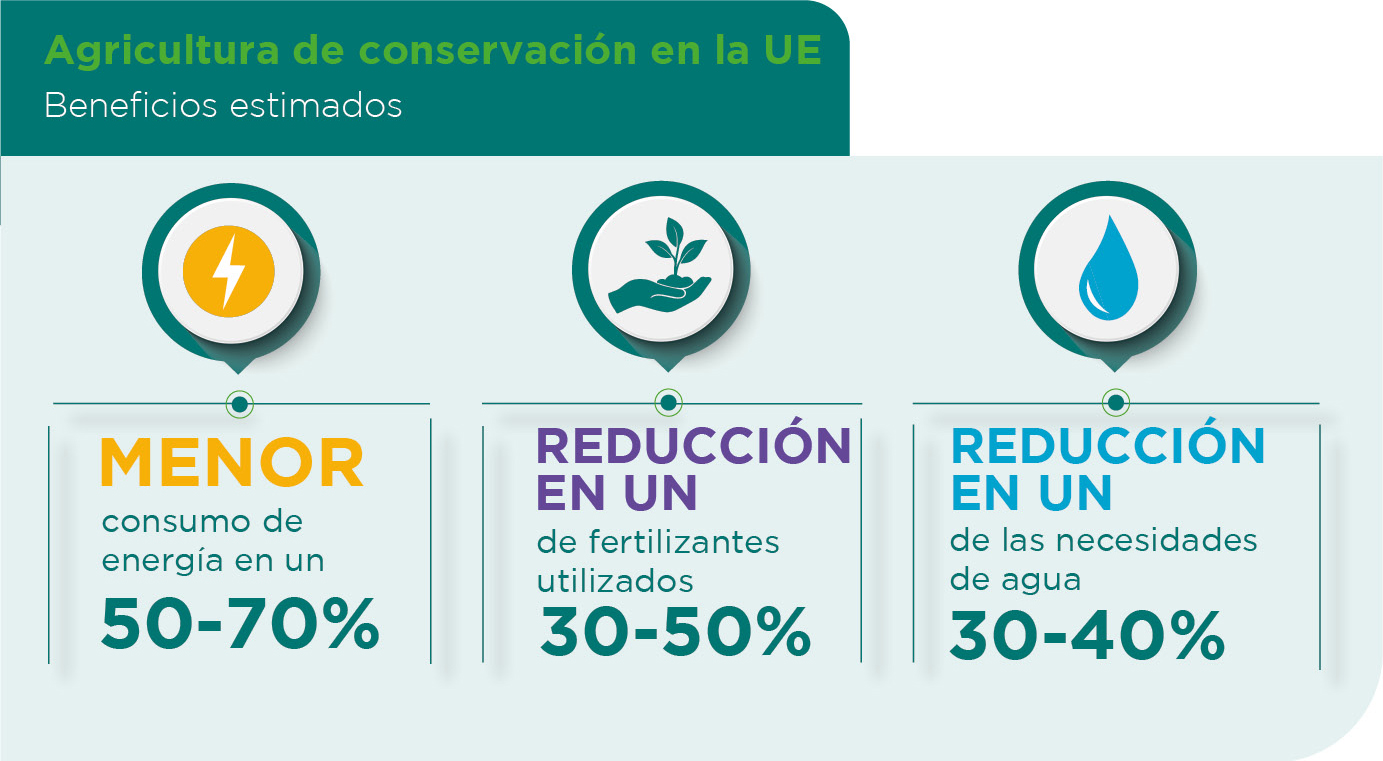 Agricultura de conservación en la UE
Beneficios estimados
MENOR
consumo de
energía en un
50-70%
REDUCCIÓN
EN UN
de fertilizantes
utilizados
30-50%
REDUCCIÓN
EN UN
de las necesidades
de agua
30-40%